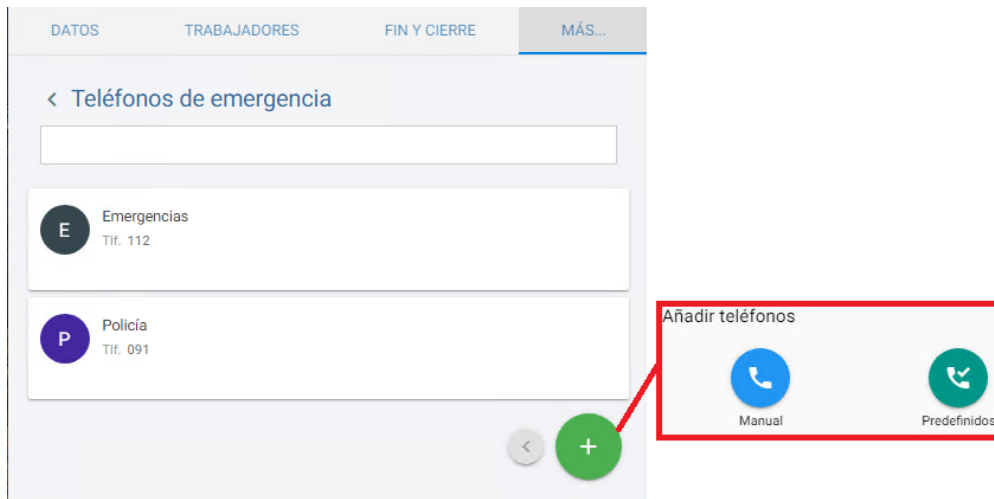 DATOS TRABAJADORES FIN Y CIERRE MÁS...
Teléfonos de emergencia
E Emergencias
Tlf. 112
P Policía
Tlf. 091
Añadir teléfonos
Manual Predefinidos